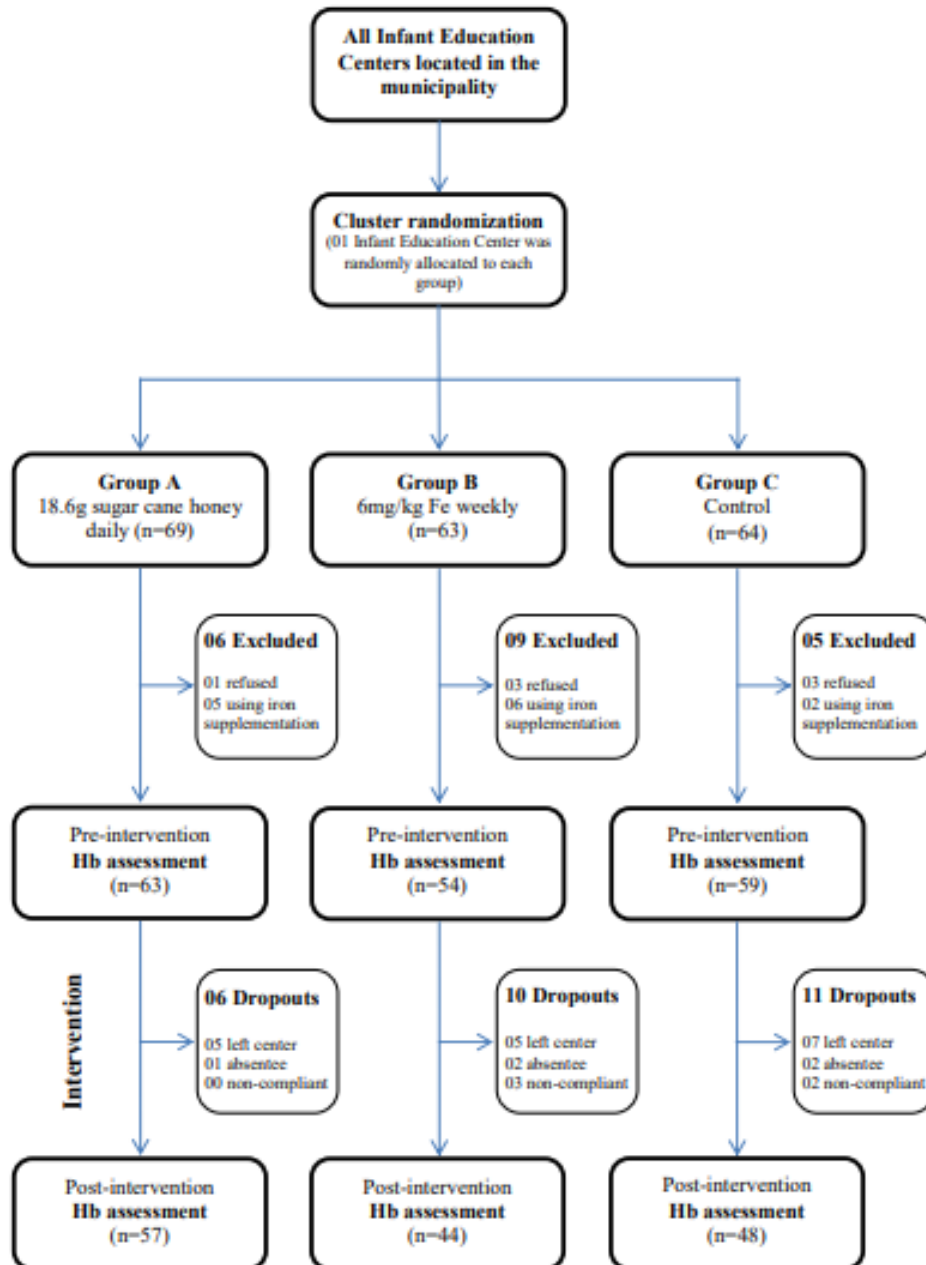 All Infant Education
Centers located in the
municipality
Cluster randomization
(01 Infant Education Center was
randomly allocated to each
group)
Group A
18.6g sugar cane honey
daily (n=69)
Group B
6mg/kg Fe weekly
(n=63)
Group C
Control
(n=64)
06 Excluded
01 refused
05 using iron
supplementation
09 Excluded
03 refused
06 using iron
supplementation
05 Excluded
03 refused
02 using iron
supplementation
Pre-intervention
Hb assessment
(n=63)
Pre-intervention
Hb assessment
(n=54)
Pre-intervention
Hb assessment
(n=59)
Intervention
06 Dropouts
05 left center
01 absentee
00 non-compliant
10 Dropouts
05 left center
02 absentee
03 non-compliant
11 Dropouts
07 left center
02 absentee
02 non-compliant
Post-intervention
Hb assessment
(n=57)
Post-intervention
Hb assessment
(n=44)
Post-intervention
Hb assessment
(n=48)